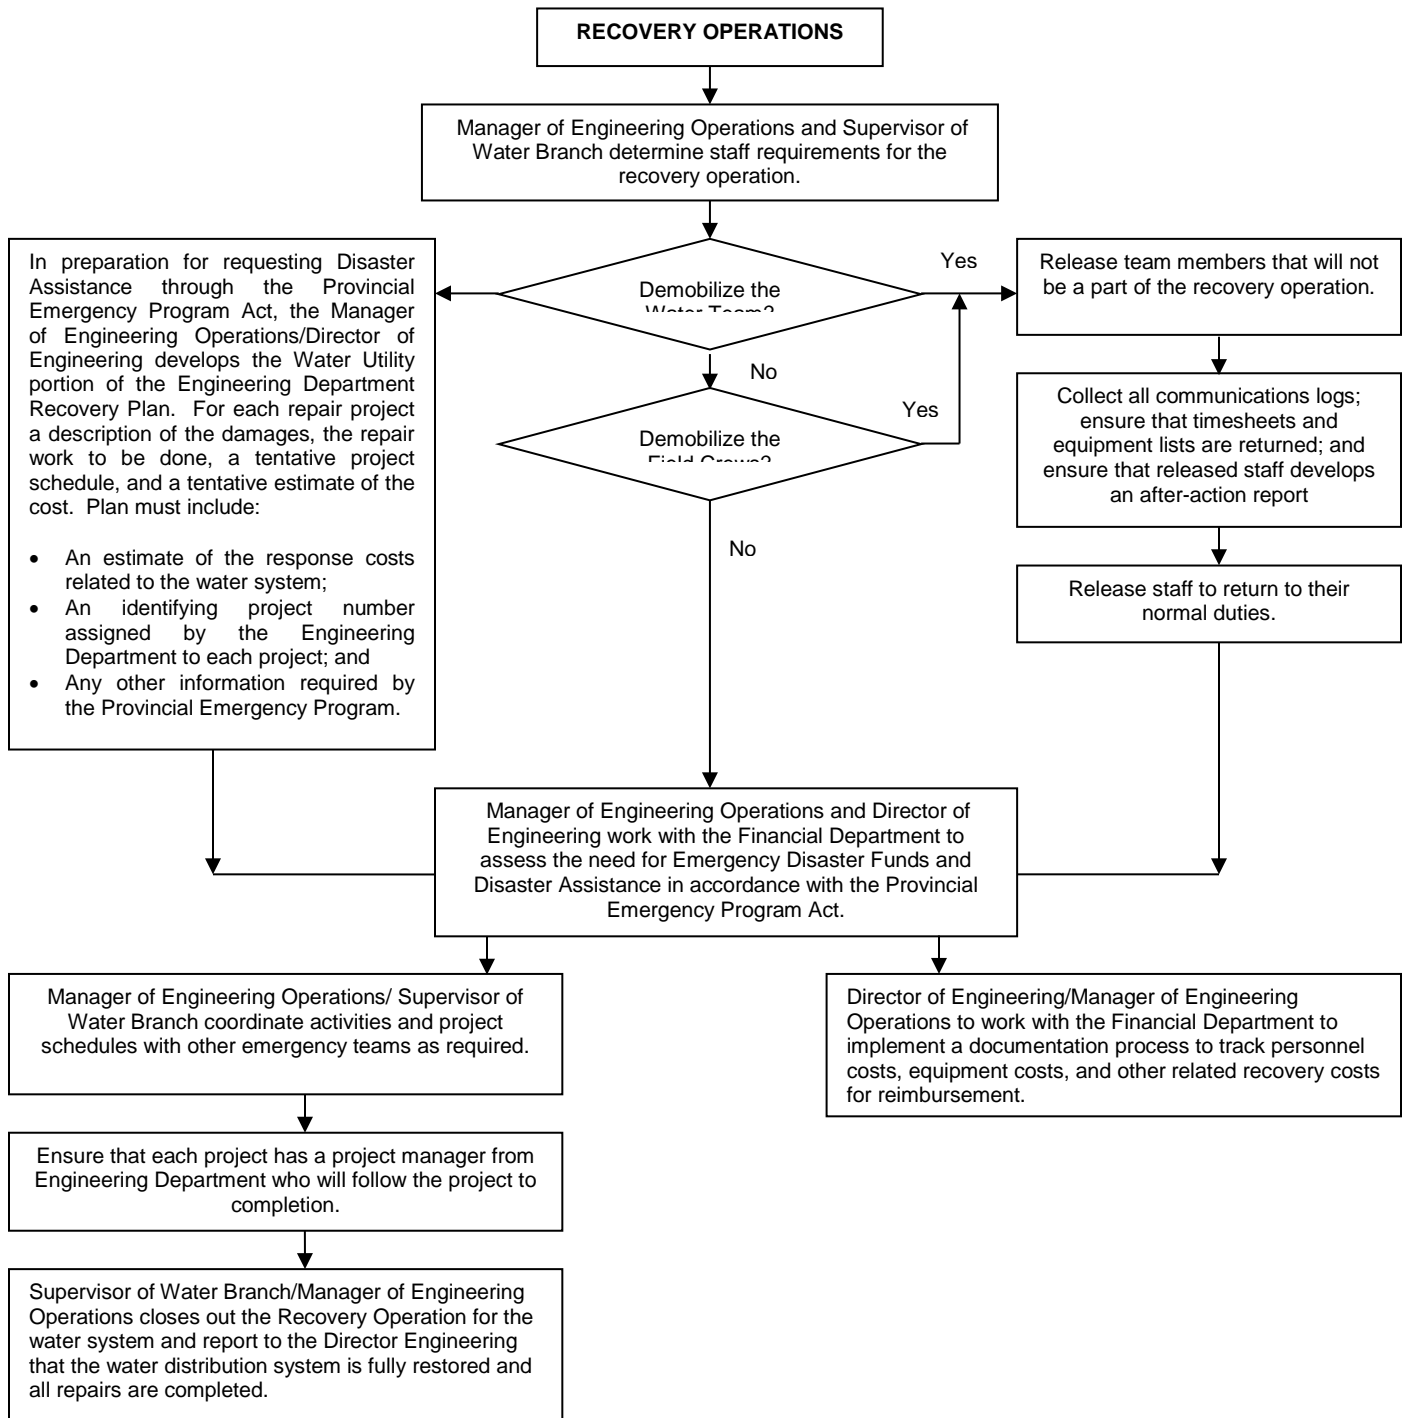 RECOVERY OPERATIONS
Manager of Engineering Operations and Supervisor of
Water Branch determine staff requirements for the
recovery operation.
In preparation for requesting Disaster
Assistance through the Provincial
Emergency Program Act, the Manager
of Engineering Operations/Director of
Engineering develops the Water Utility
portion of the Engineering Department
Recovery Plan. For each repair project
a description of the damages, the repair
work to be done, a tentative project
schedule, and a tentative estimate of the
cost. Plan must include:
• An estimate of the response costs
related to the water system;
• An identifying project number
assigned by the Engineering
Department to each project; and
• Any other information required by
the Provincial Emergency Program.
Demobilize the
Water Team?
Yes
No
Demobilize the
Field Crews?
Yes
No
Release team members that will not
be a part of the recovery operation.
Collect all communications logs;
ensure that timesheets and
equipment lists are returned; and
ensure that released staff develops
an after-action report
Release staff to return to their
normal duties.
Manager of Engineering Operations and Director of
Engineering work with the Financial Department to
assess the need for Emergency Disaster Funds and
Disaster Assistance in accordance with the Provincial
Emergency Program Act.
Manager of Engineering Operations/ Supervisor of
Water Branch coordinate activities and project
schedules with other emergency teams as required.
Director of Engineering/Manager of Engineering
Operations to work with the Financial Department to
implement a documentation process to track personnel
costs, equipment costs, and other related recovery costs
for reimbursement.
Ensure that each project has a project manager from
Engineering Department who will follow the project to
completion.
Supervisor of Water Branch/Manager of Engineering
Operations closes out the Recovery Operation for the
water system and report to the Director Engineering
that the water distribution system is fully restored and
all repairs are completed.